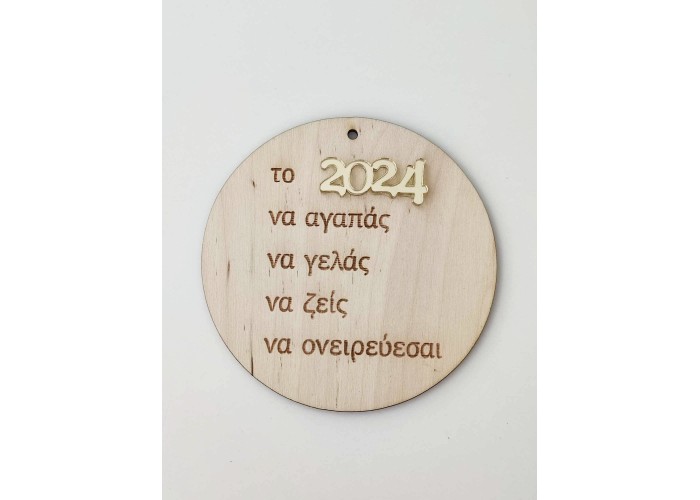 το 2024
να αγαπάς
να γελάς
να ζείς
να ονειρεύεσαι